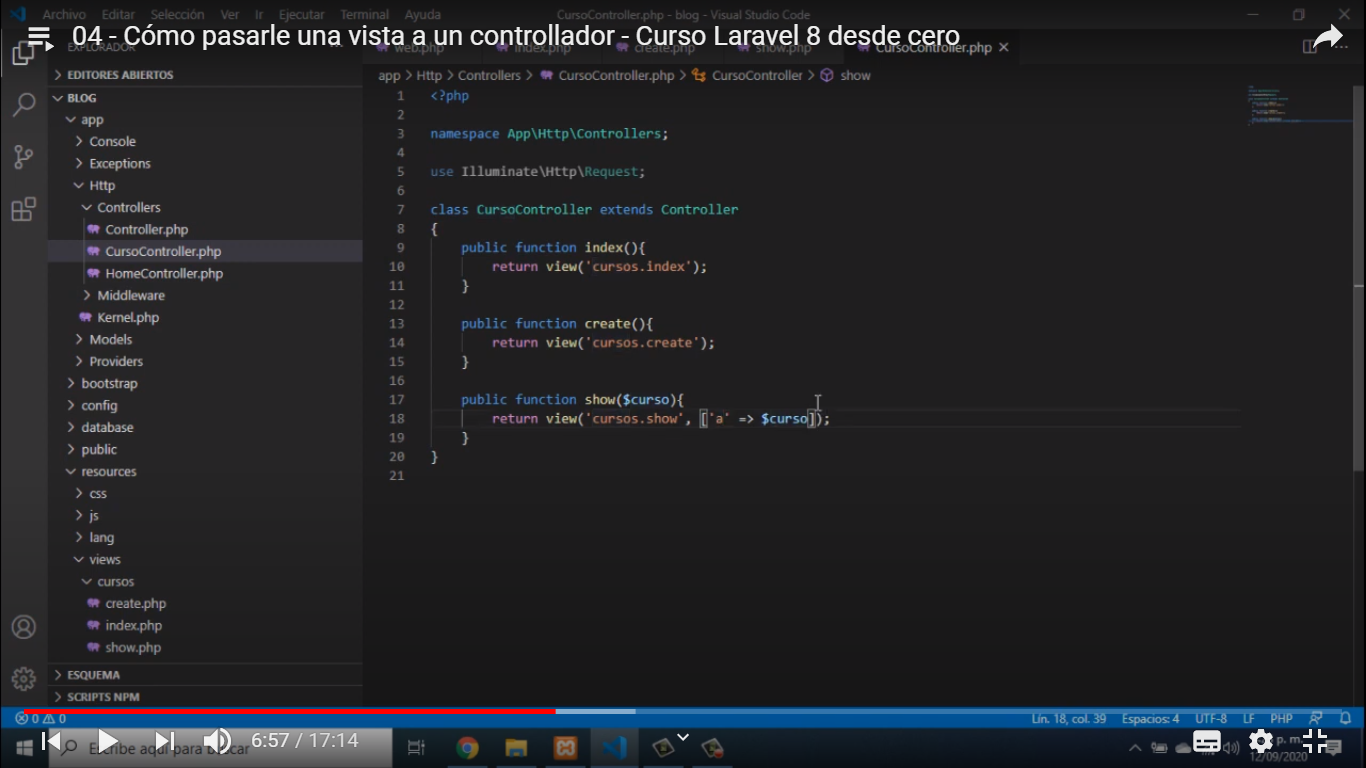 Archivo Editar Selección Ver Ir Ejecutar Terminal Ayuda CursoController.php - blog - Visual Studio Code
04 - Cómo pasarle una vista a un controllador - Curso Laravel 8 desde cero
EXPLORADOR web.php index.php create.php show.php CursoController.php
EDITORES ABIERTOS
app > Http > Controllers > CursoController.php > CursoController > show
BLOG
app
Console
Exceptions
Http
Controllers
Controller.php
CursoController.php
HomeController.php
Middleware
Kernel.php
Models
Providers
bootstrap
config
database
public
resources
css
js
lang
views
cursos
create.php
index.php
show.php
ESQUEMA
SCRIPTS NPM
1 <?php
2
3 namespace App\Http\Controllers;
4
5 use Illuminate\Http\Request;
6
7 class CursoController extends Controller
8 {
9 public function index(){
10 return view('cursos.index');
11 }
12
13 public function create(){
14 return view('cursos.create');
15 }
16
17 public function show($curso){
18 return view('cursos.show', ['a' => $curso]);
19 }
20 }
21
0 0 Lín. 18, col. 39 Espacios: 4 UTF-8 LF PHP
Escribe aquí para buscar
6:57 / 17:14
p. m.
12/09/2020